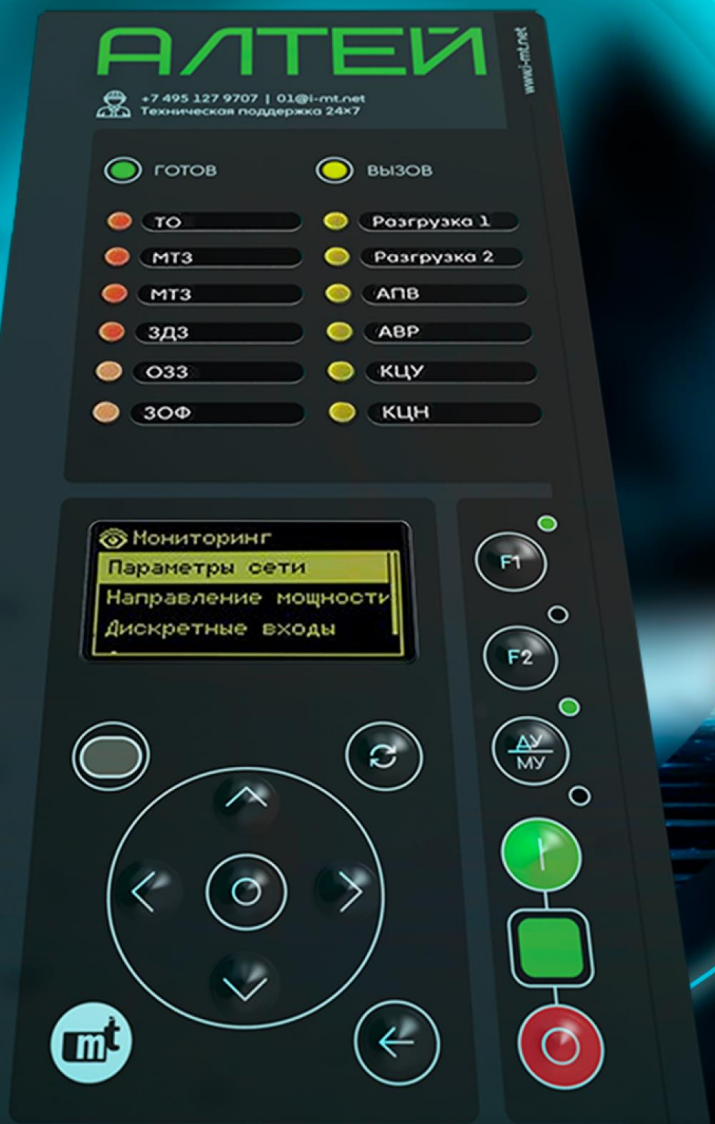 АЛТЕЙ
www.i-mt.net
+7 495 127 9707 | 01@i-mt.net
Техническая поддержка 24×7
ГОТОВ
ВЫЗОВ
ТО
Разгрузка 1
МТЗ
Разгрузка 2
МТЗ
АПВ
ЗДЗ
АВР
ОЗЗ
КЦУ
ЗОФ
КЦН
Мониторинг
Параметры сети
Направление мощности
Дискретные входы
F1
F2
ДУ
МУ
mt